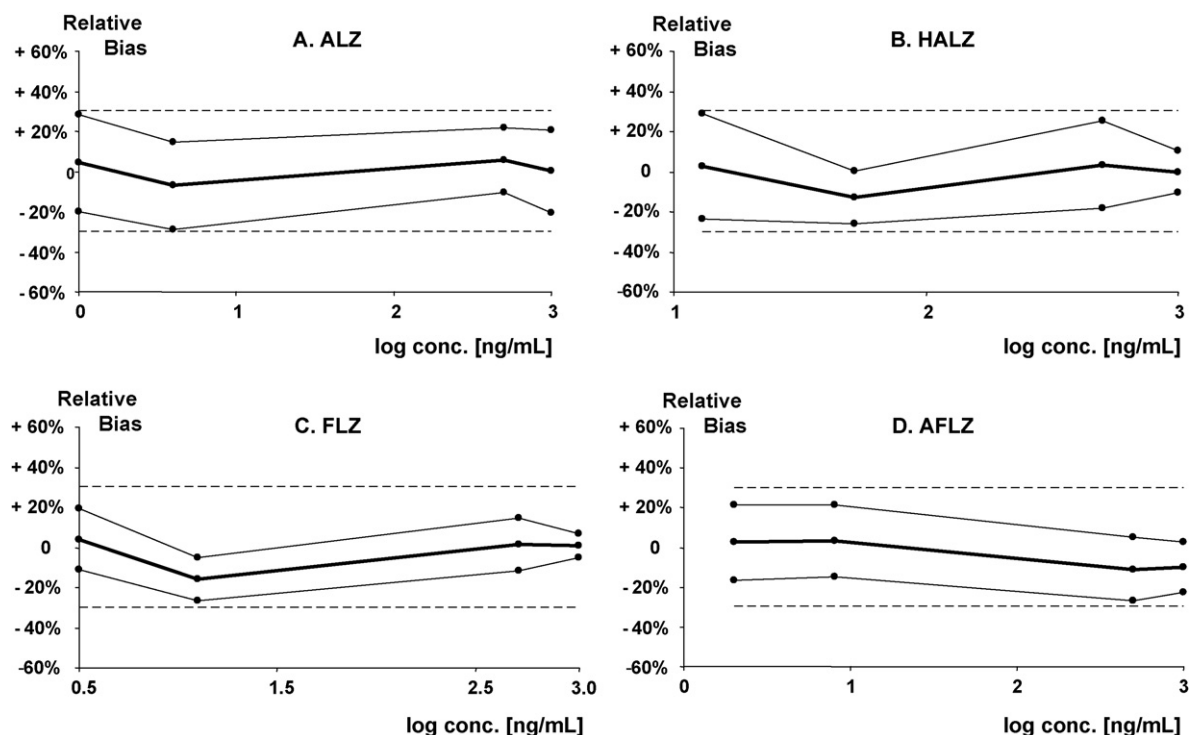 Relative
Bias
A. ALZ
+ 60%
+ 40%
+ 20%
0
- 20%
- 40%
- 60%
0
1
2
3
log conc. [ng/mL]
Relative
Bias
B. HALZ
+ 60%
+ 40%
+ 20%
0
- 20%
- 40%
-60%
1
2
3
log conc. [ng/mL]
Relative
Bias
C. FLZ
+ 60%
+ 40%
+ 20%
0
- 20%
- 40%
-60%
0.5
1.5
2.5
3.0
log conc. [ng/mL]
Relative
Bias
D. AFLZ
+ 60%
+ 40%
+ 20%
0
- 20%
- 40%
-60%
0
1
2
3
log conc. [ng/mL]